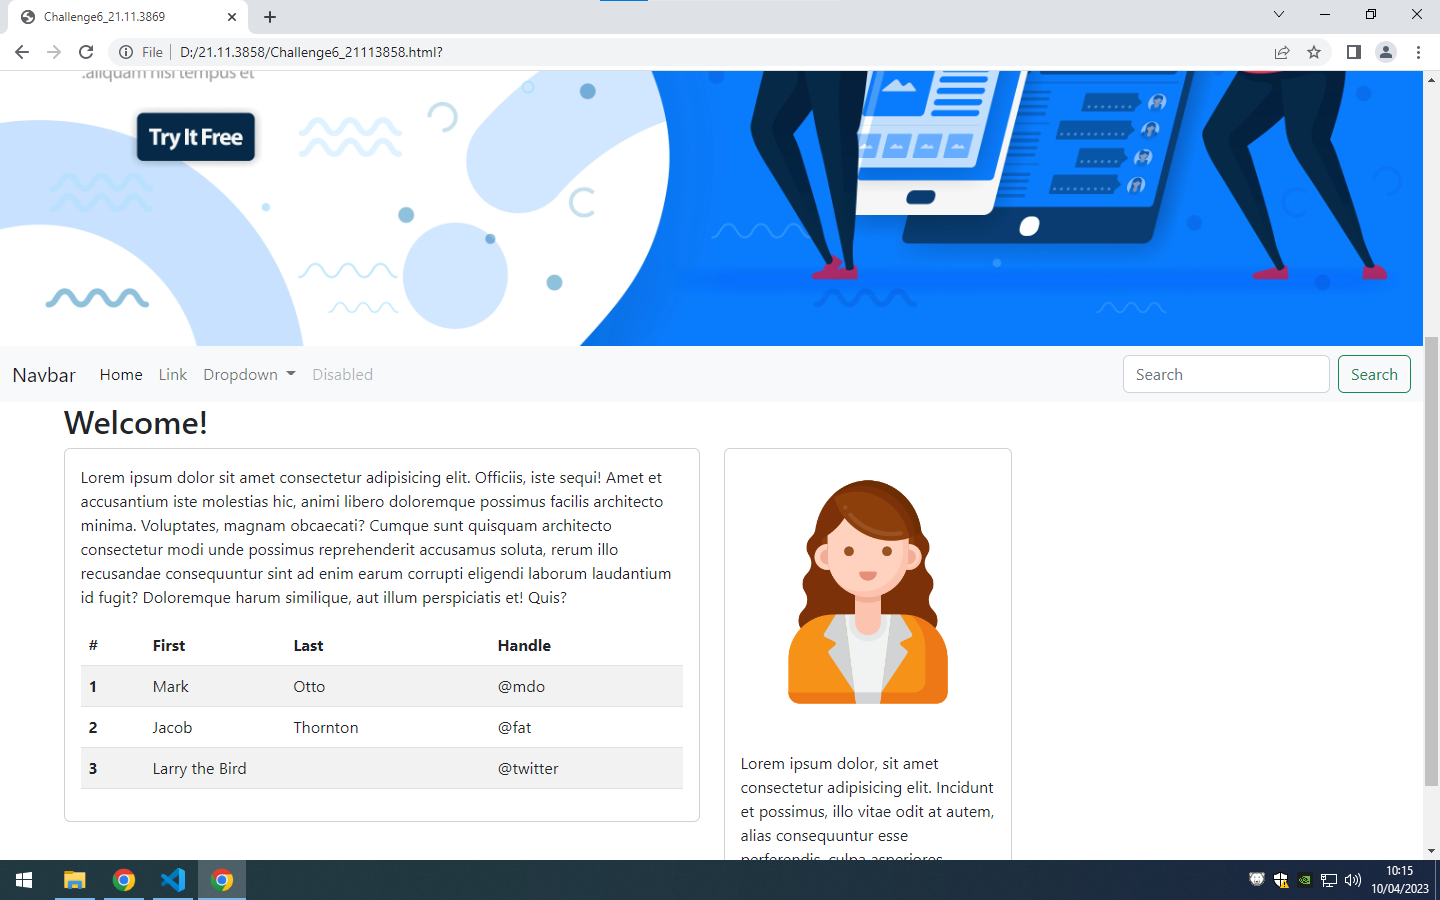 Challenge6_21.11.3869
File
D:/21.11.3858/Challenge6_21113858.html?
.aliquam nisi tempus et
Try It Free
Navbar Home Link Dropdown Disabled Search Search
Welcome!
Lorem ipsum dolor sit amet consectetur adipisicing elit. Officiis, iste sequi! Amet et
accusantium iste molestias hic, animi libero doloremque possimus facilis architecto
minima. Voluptates, magnam obcaecati? Cumque sunt quisquam architecto
consectetur modi unde possimus reprehenderit accusamus soluta, rerum illo
recusandae consequuntur sint ad enim earum corrupti eligendi laborum laudantium
id fugit? Doloremque harum similique, aut illum perspiciatis et! Quis?
# First Last Handle
1 Mark Otto @mdo
2 Jacob Thornton @fat
3 Larry the Bird @twitter
Lorem ipsum dolor, sit amet
consectetur adipisicing elit. Incidunt
et possimus, illo vitae odit at autem,
alias consequuntur esse
perferendis, culpa asperiores
10:15
10/04/2023